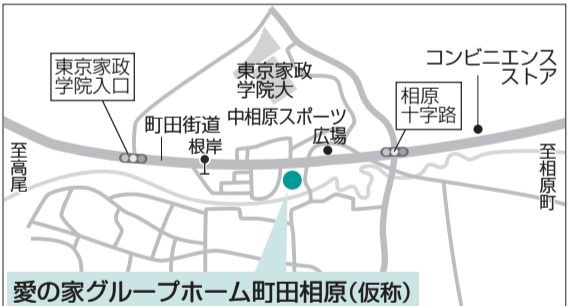 コンビニエンス
ストア
東京家政
学院入口
東京家政
学院大
相原
十字路
町田街道
中相原スポーツ
広場
根岸
至高尾
至相原町
愛の家グループホーム町田相原(仮称)